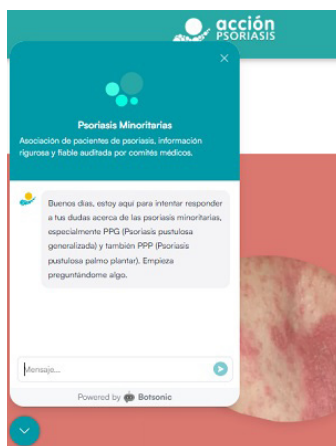 acción
PSORIASIS
Psoriasis Minoritarias
Asociación de pacientes de psoriasis, información
rigurosa y fiable auditada por comités médicos.
Buenos días, estoy aquí para intentar responder
a tus dudas acerca de las psoriasis minoritarias,
especialmente PPG (Psoriasis pustulosa
generalizada) y también PPP (Psoriasis
pustulosa palmo plantar). Empieza
preguntándome algo.
Mensaje...
Powered by Botsonic